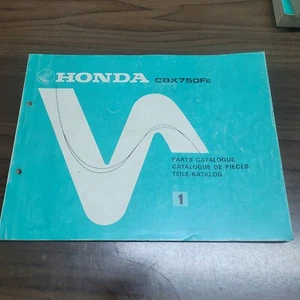 HONDA CBX750FE
PARTS CATALOGUE
CATALOGUE DE PIECES
TEILE-KATALOG
1